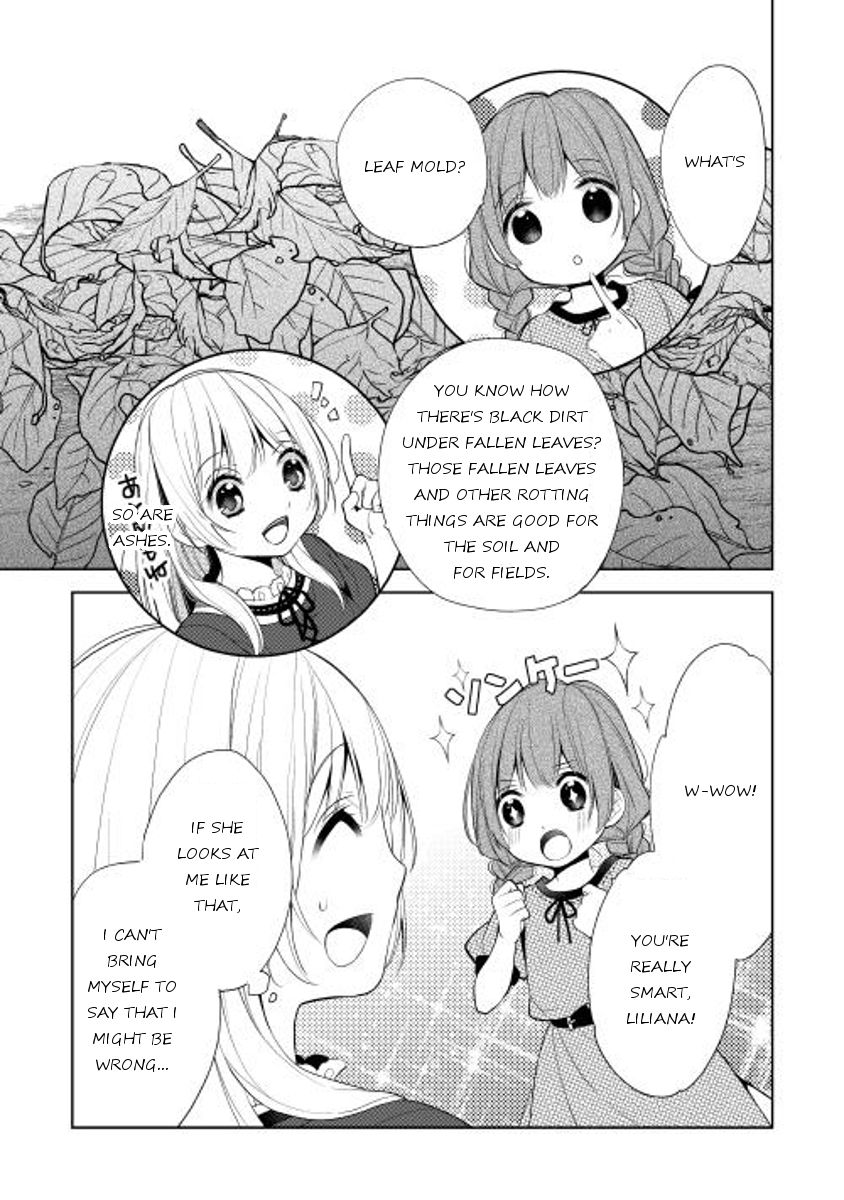 WHAT'S
LEAF MOLD?
YOU KNOW HOW
THERE'S BLACK DIRT
UNDER FALLEN LEAVES?
THOSE FALLEN LEAVES
AND OTHER ROTTING
THINGS ARE GOOD FOR
THE SOIL AND
FOR FIELDS.
SO ARE
ASHES.
ソンケー
W-WOW!
YOU'RE
REALLY
SMART,
LILIANA!
IF SHE
LOOKS AT
ME LIKE
THAT,
I CAN'T
BRING
MYSELF TO
SAY THAT I
MIGHT BE
WRONG...